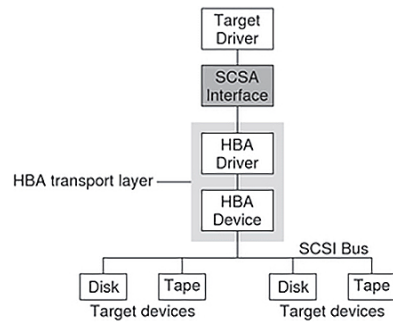 Target
Driver
SCSA
Interface
HBA
Driver
HBA transport layer
HBA
Device
SCSI Bus
Disk
Tape
Disk
Tape
Target devices
Target devices